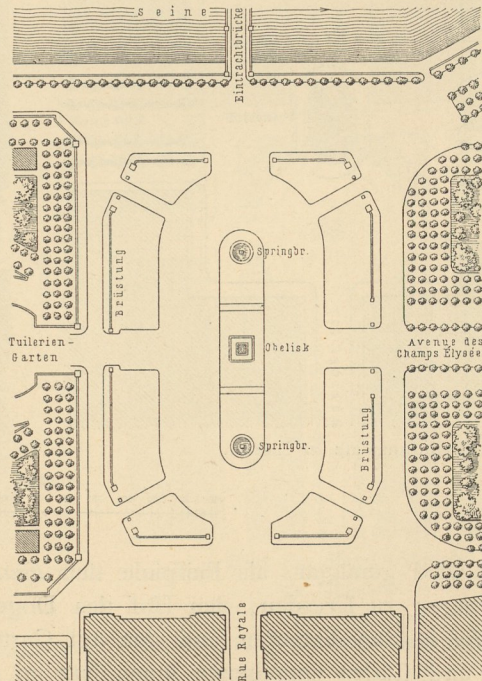 Seine
Eintrachtbrücke
Springbr.
Brüstung
Tuilerien-
Garten
Obelisk
Avenue des
Champs Elysées
Brüstung
Springbr.
Rue Royale